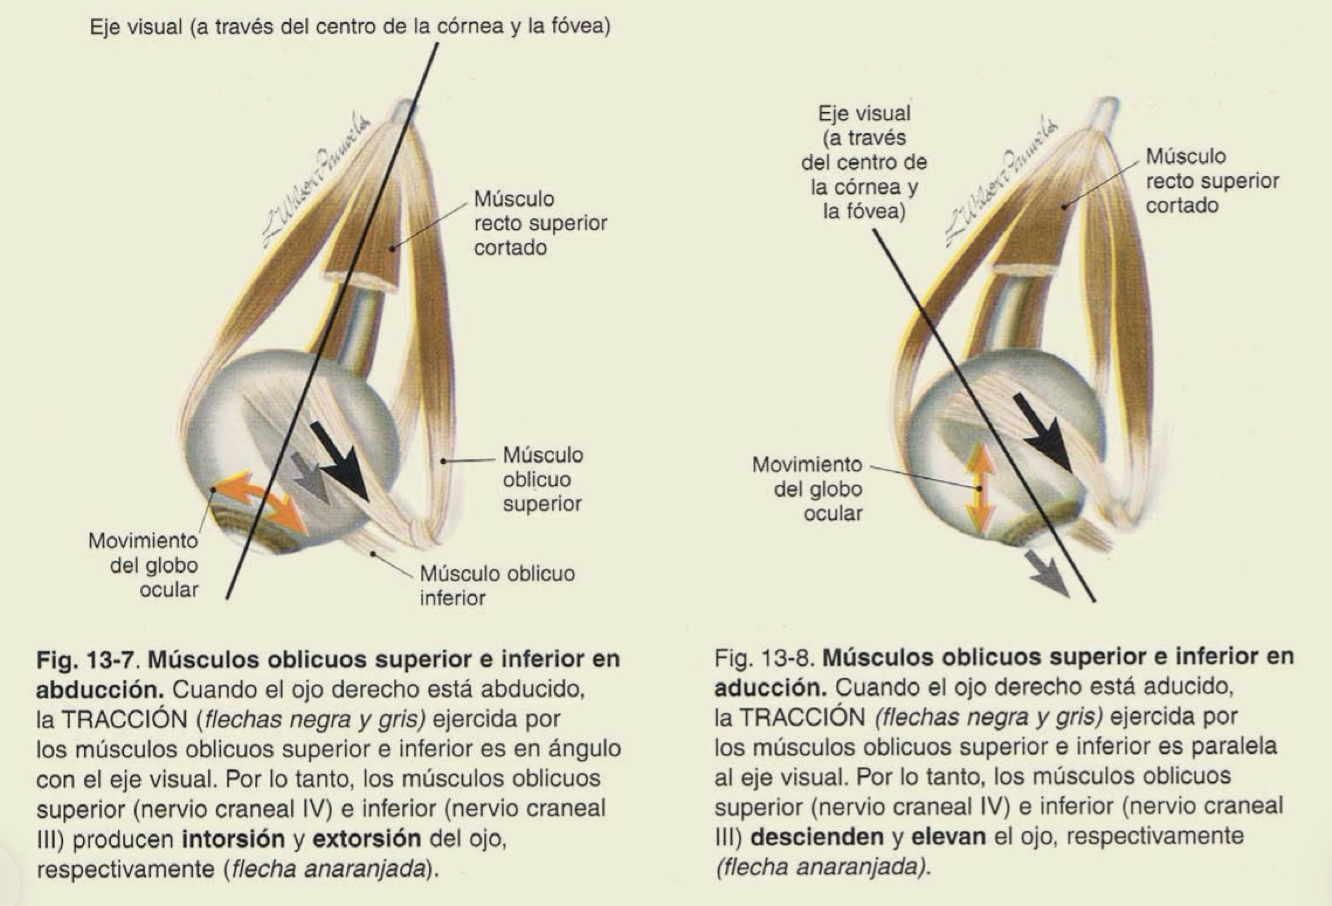 Eje visual (a través del centro de la córnea y la fóvea)
Músculo
recto superior
cortado
Músculo
oblicuo
superior
Movimiento
del globo
ocular
Músculo oblicuo
inferior
Fig. 13-7. Músculos oblicuos superior e inferior en
abducción. Cuando el ojo derecho está abducido,
la TRACCIÓN (flechas negra y gris) ejercida por
los músculos oblicuos superior e inferior es en ángulo
con el eje visual. Por lo tanto, los músculos oblicuos
superior (nervio craneal IV) e inferior (nervio craneal
III) producen intorsión y extorsión del ojo,
respectivamente (flecha anaranjada).
Eje visual
(a través
del centro de
la córnea y
la fóvea)
Músculo
recto superior
cortado
Movimiento
del globo
ocular
Fig. 13-8. Músculos oblicuos superior e inferior en
aducción. Cuando el ojo derecho está aducido,
la TRACCIÓN (flechas negra y gris) ejercida por
los músculos oblicuos superior e inferior es paralela
al eje visual. Por lo tanto, los músculos oblicuos
superior (nervio craneal IV) e inferior (nervio craneal
III) descienden y elevan el ojo, respectivamente
(flecha anaranjada).